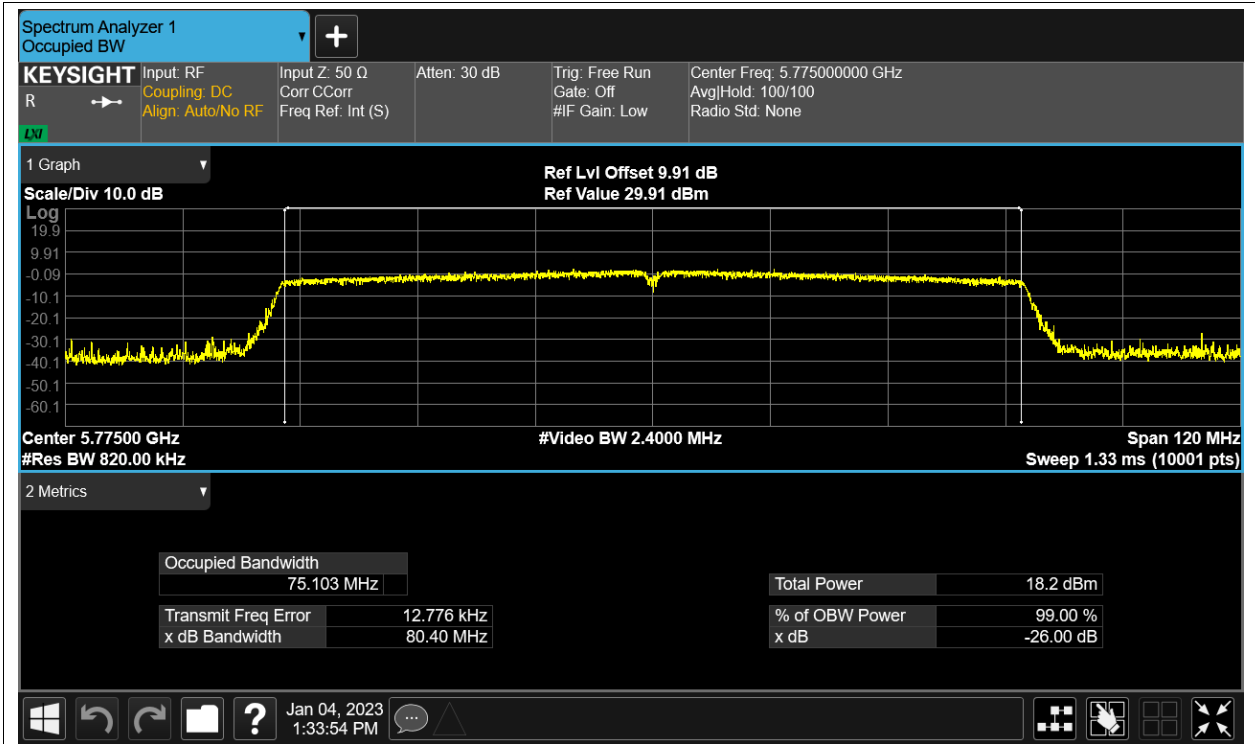 Spectrum Analyzer 1
Occupied BW
KEYSIGHT
R
LXI
Input: RF
Coupling: DC
Align: Auto/No RF
Input Z: 50 Ω
Corr CCorr
Freq Ref: Int (S)
Atten: 30 dB
Trig: Free Run
Gate: Off
#IF Gain: Low
Center Freq: 5.775000000 GHz
Avg|Hold: 100/100
Radio Std: None
1 Graph
Scale/Div 10.0 dB
Ref Lvl Offset 9.91 dB
Ref Value 29.91 dBm
Log
19.9
9.91
-0.09
-10.1
-20.1
-30.1
-40.1
-50.1
-60.1
Center 5.77500 GHz
#Res BW 820.00 kHz
#Video BW 2.4000 MHz
Span 120 MHz
Sweep 1.33 ms (10001 pts)
2 Metrics
Occupied Bandwidth
75.103 MHz
Transmit Freq Error 12.776 kHz
x dB Bandwidth 80.40 MHz
Total Power 18.2 dBm
% of OBW Power 99.00 %
x dB -26.00 dB
?
Jan 04, 2023
1:33:54 PM